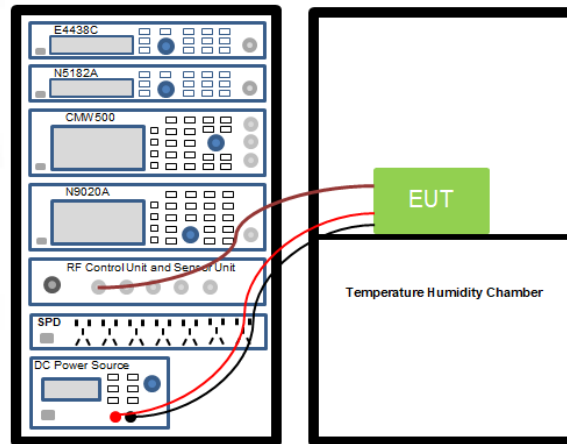 E4438C
N5182A
CMW500
N9020A
RF Control Unit and Sensor Unit
SPD
DC Power Source
EUT
Temperature Humidity Chamber